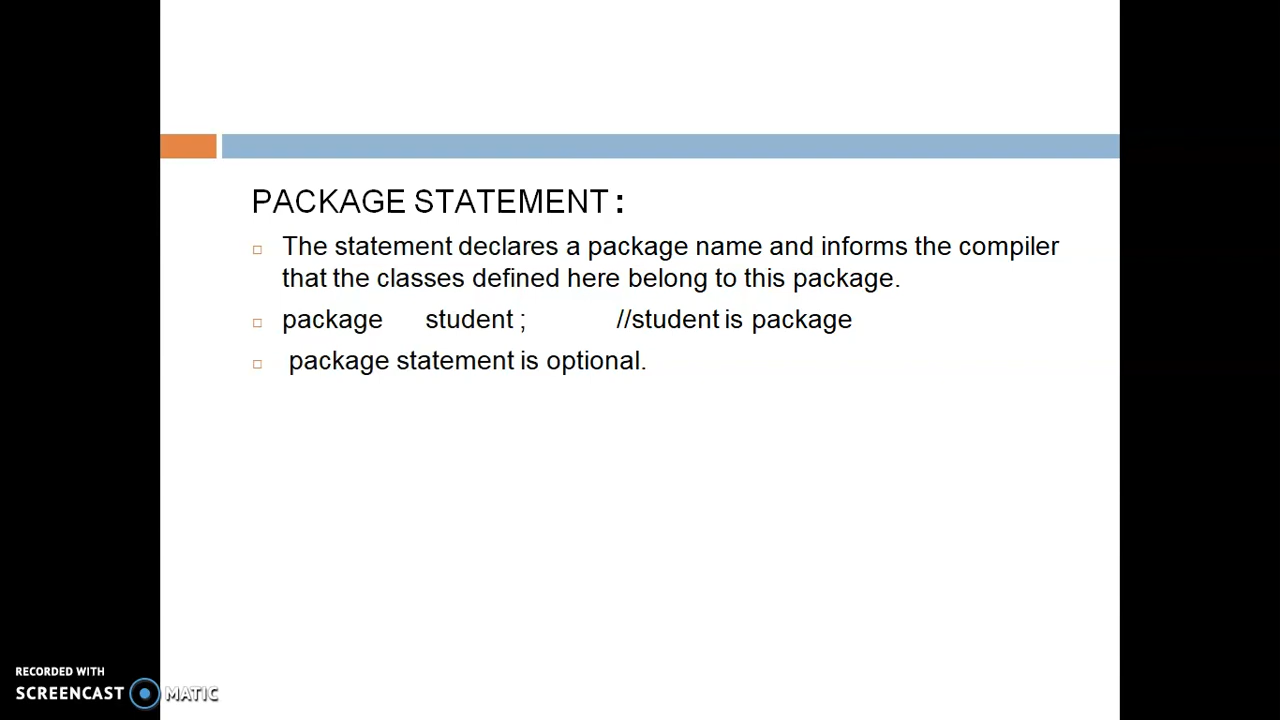 PACKAGE STATEMENT :
The statement declares a package name and informs the compiler
that the classes defined here belong to this package.
package student ; //student is package
package statement is optional.
RECORDED WITH
SCREENCAST MATIC